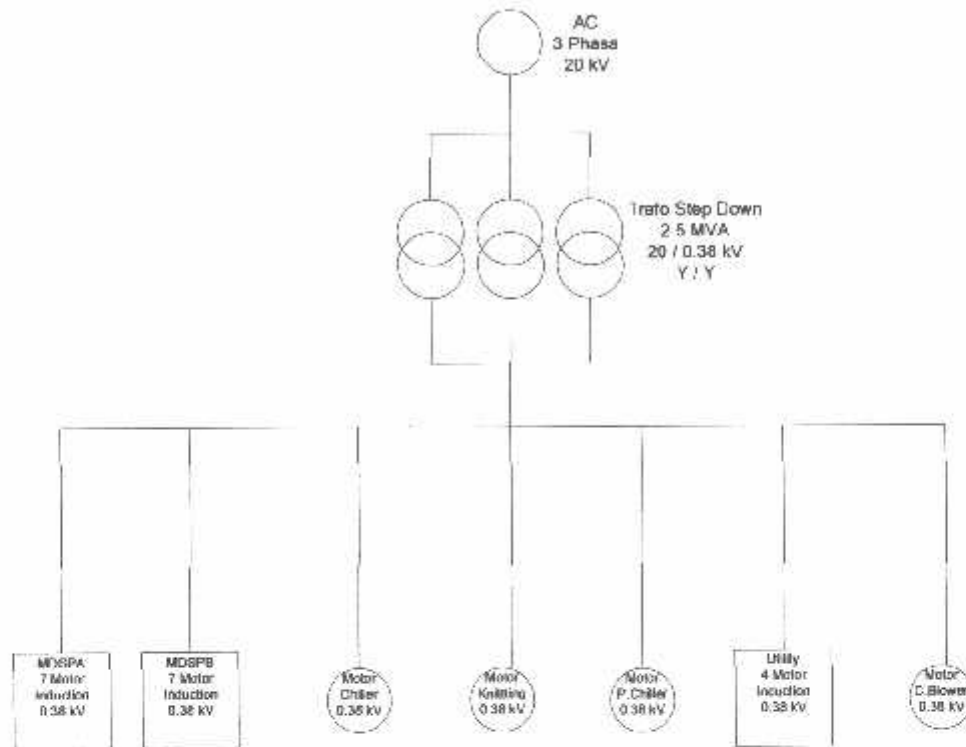 AC
3 Phasa
20 kV
Trafo Step Down
2.5 MVA
20 / 0.38 kV
Y / Y
MDSPA
7 Motor
Induction
0.38 kV
MDSPB
7 Motor
Induction
0.38 kV
Motor
Chiller
0.38 kV
Motor
Knitting
0.38 kV
Motor
P.Chiller
0.38 kV
Utility
4 Motor
Induction
0.38 kV
Motor
C.Blower
0.38 kV